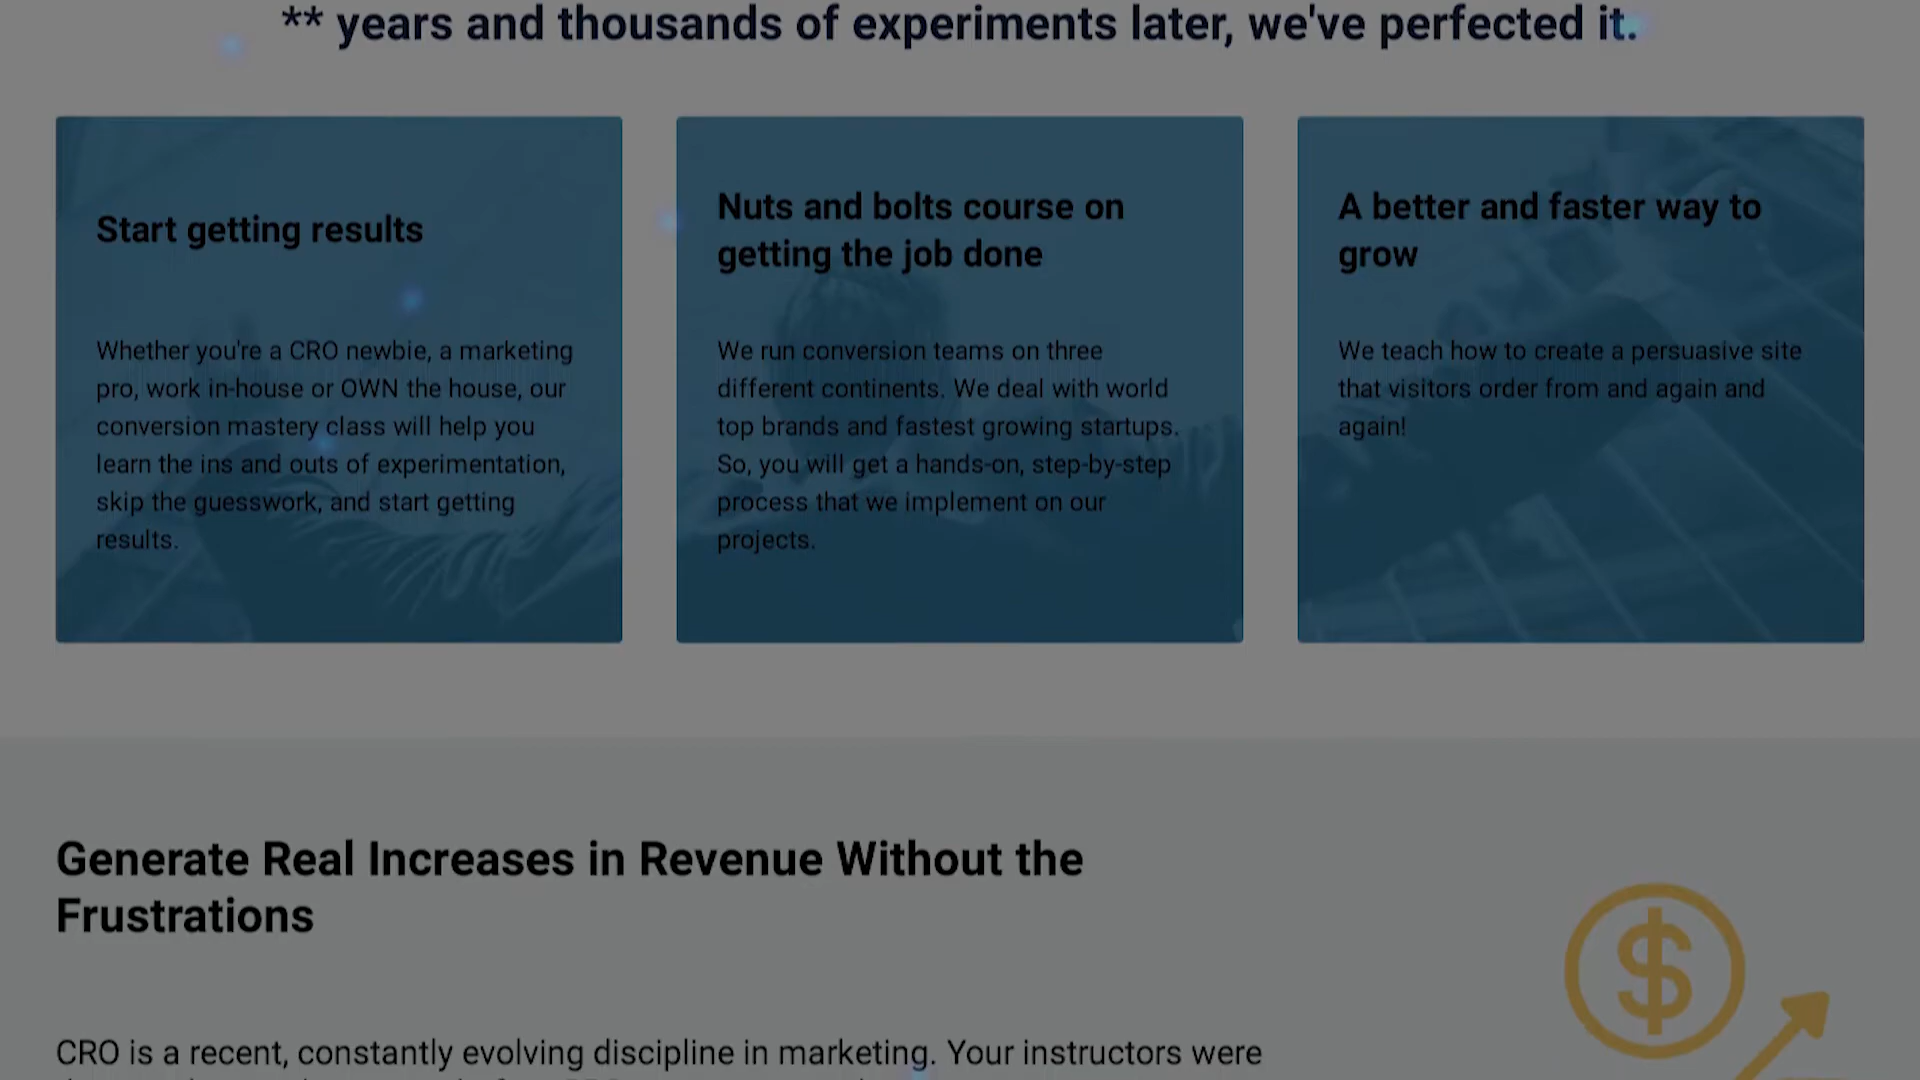 ** years and thousands of experiments later, we've perfected it.
Start getting results
Whether you're a CRO newbie, a marketing
pro, work in-house or OWN the house, our
conversion mastery class will help you
learn the ins and outs of experimentation,
skip the guesswork, and start getting
results.
Nuts and bolts course on
getting the job done
We run conversion teams on three
different continents. We deal with world
top brands and fastest growing startups.
So, you will get a hands-on, step-by-step
process that we implement on our
projects.
A better and faster way to
grow
We teach how to create a persuasive site
that visitors order from and again and
again!
Generate Real Increases in Revenue Without the
Frustrations
$
CRO is a recent, constantly evolving discipline in marketing. Your instructors were